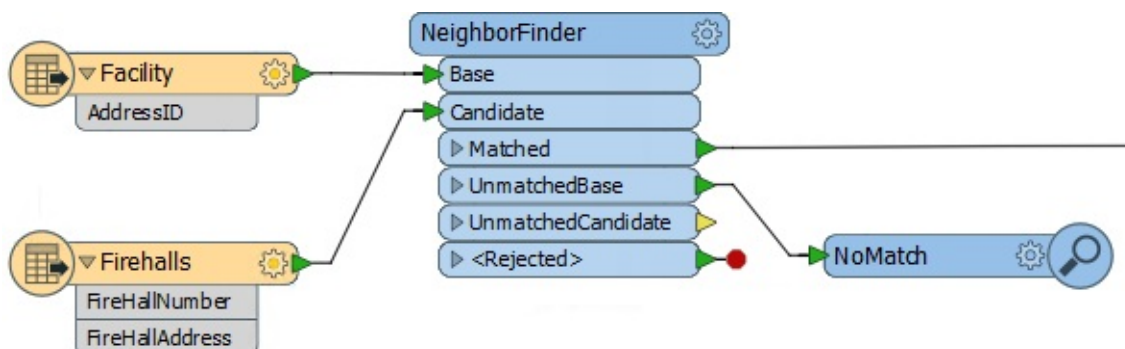 NeighborFinder
Facility
Base
AddressID
Candidate
Matched
UnmatchedBase
UnmatchedCandidate
Firehalls
<Rejected>
NoMatch
FireHallNumber
FireHallAddress